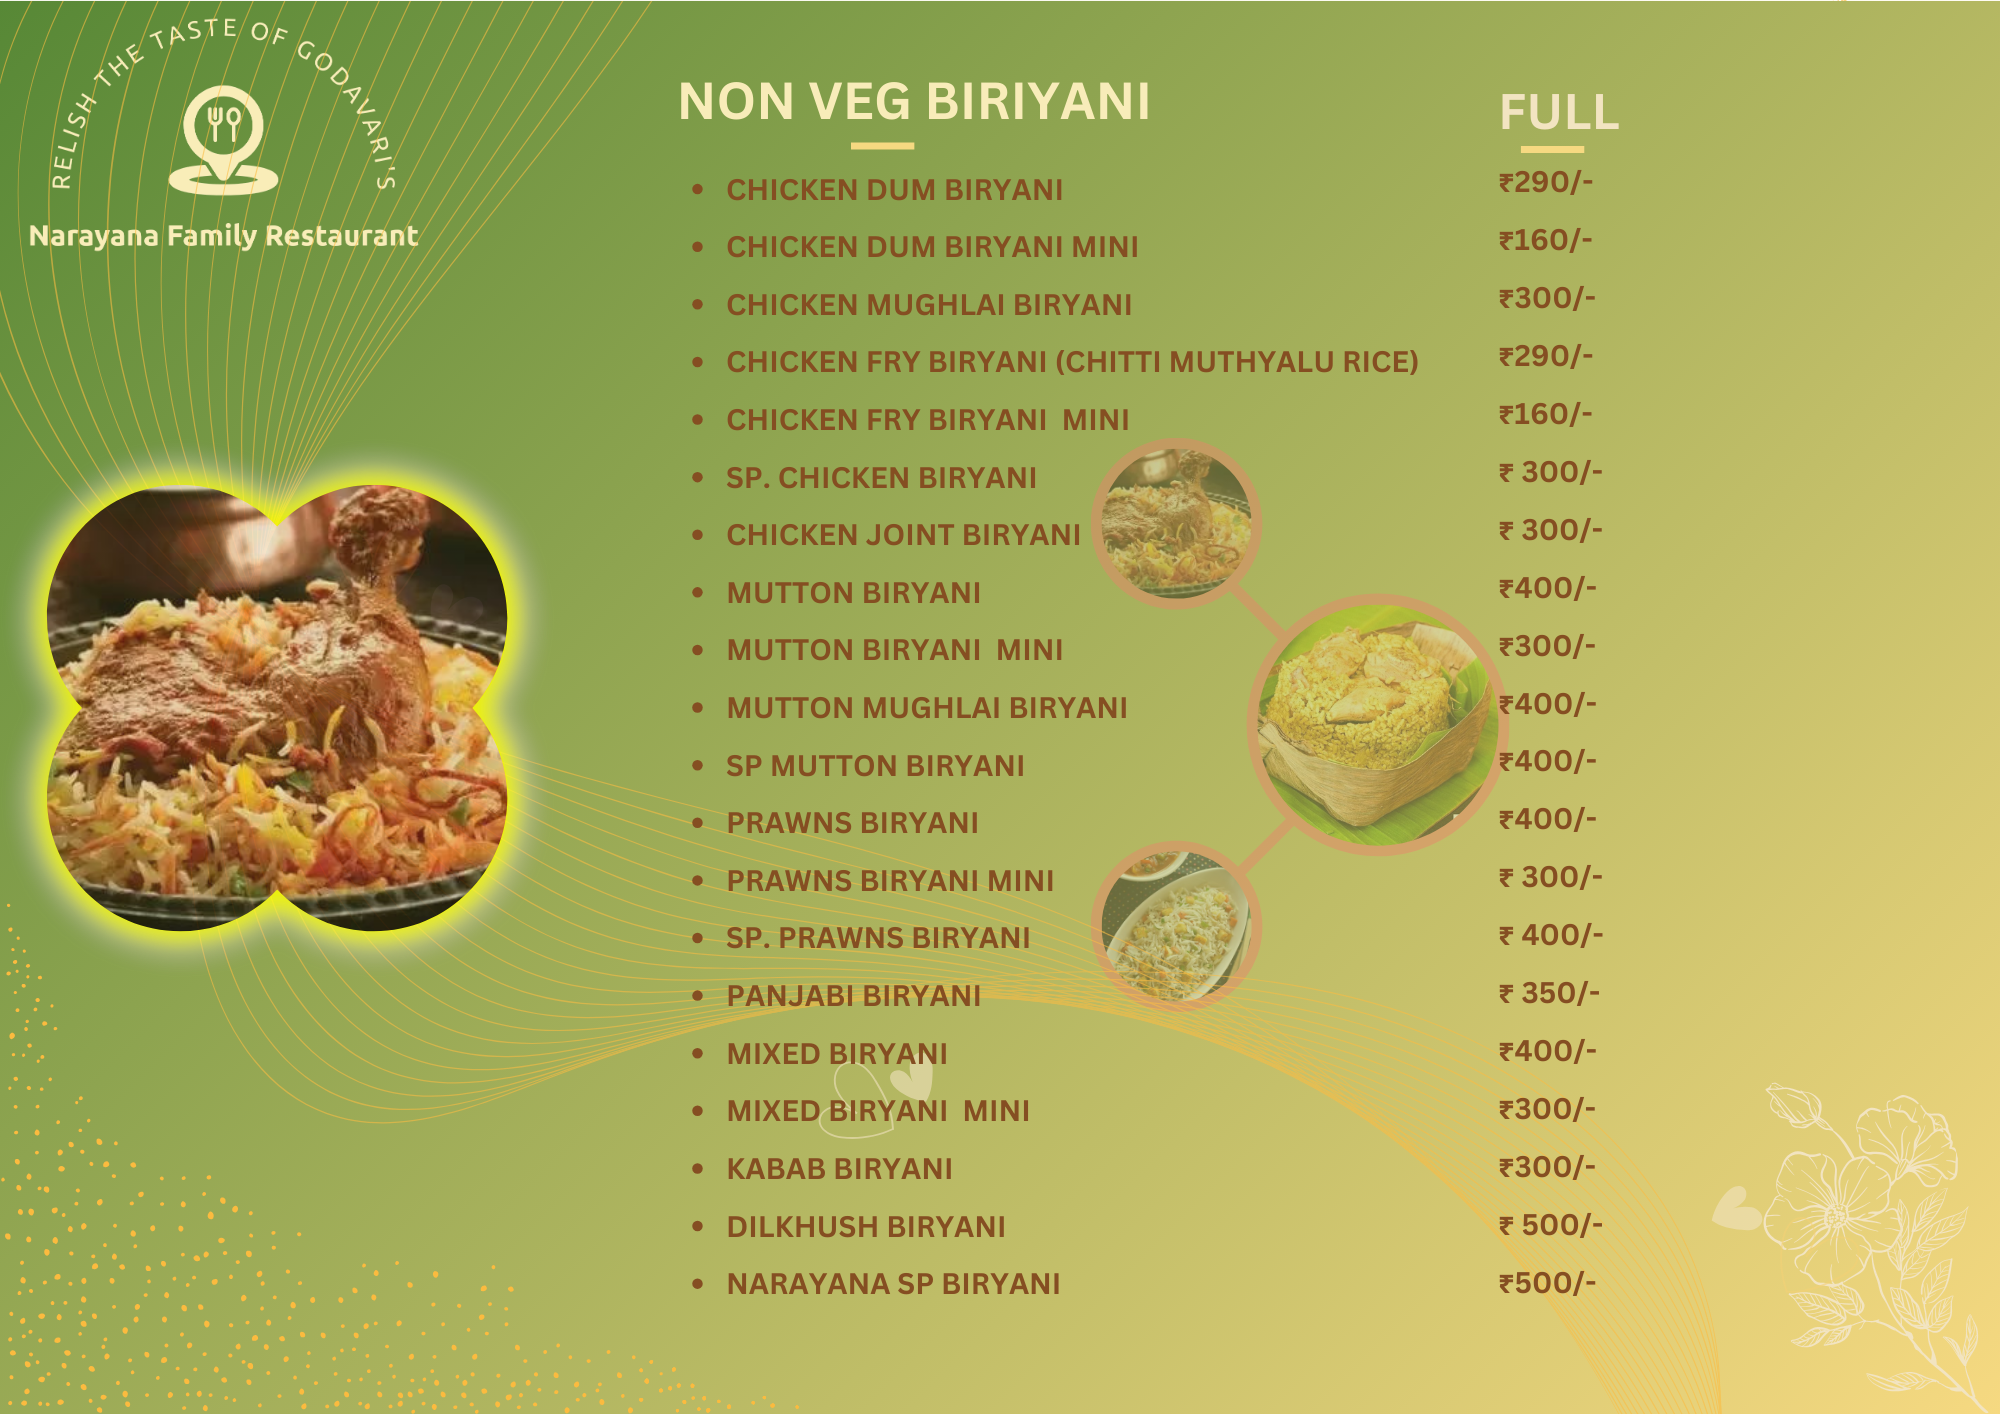 RELISH THE TASTE OF GODAVARI'S
Narayana Family Restaurant
NON VEG BIRIYANI FULL
• CHICKEN DUM BIRYANI ₹290/-
• CHICKEN DUM BIRYANI MINI ₹160/-
• CHICKEN MUGHLAI BIRYANI ₹300/-
• CHICKEN FRY BIRYANI (CHITTI MUTHYALU RICE) ₹290/-
• CHICKEN FRY BIRYANI MINI ₹160/-
• SP. CHICKEN BIRYANI ₹ 300/-
• CHICKEN JOINT BIRYANI ₹ 300/-
• MUTTON BIRYANI ₹400/-
• MUTTON BIRYANI MINI ₹300/-
• MUTTON MUGHLAI BIRYANI ₹400/-
• SP MUTTON BIRYANI ₹400/-
• PRAWNS BIRYANI ₹400/-
• PRAWNS BIRYANI MINI ₹ 300/-
• SP. PRAWNS BIRYANI ₹ 400/-
• PANJABI BIRYANI ₹ 350/-
• MIXED BIRYANI ₹400/-
• MIXED BIRYANI MINI ₹300/-
• KABAB BIRYANI ₹300/-
• DILKHUSH BIRYANI ₹ 500/-
• NARAYANA SP BIRYANI ₹500/-